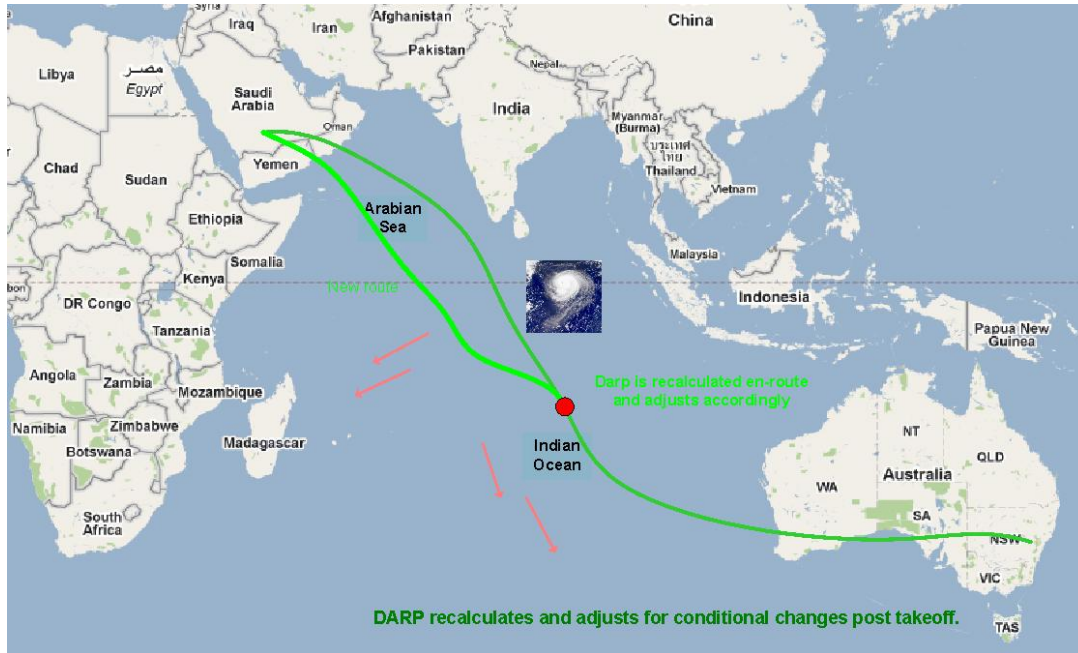 Syria
Iraq
Iran
Afghanistan
China
Pakistan
Libya
مصر
Egypt
Saudi
Arabia
Nepal
India
Oman
Myanmar
(Burma)
ประเทศ
ไทย
Thailand
Yemen
Chad
Sudan
Vietnam
Arabian
Sea
Ethiopia
Malaysia
Somalia
Kenya
New route
bon
DR Congo
Indonesia
Tanzania
Papua New
Guinea
Angola
Zambia
Mozambique
Darp is recalculated en-route
and adjusts accordingly
Zimbabwe
Namibia
Botswana
Madagascar
Indian
Ocean
NT
QLD
Australia
WA
SA
South
Africa
NSW
VIC
DARP recalculates and adjusts for conditional changes post takeoff.
TAS